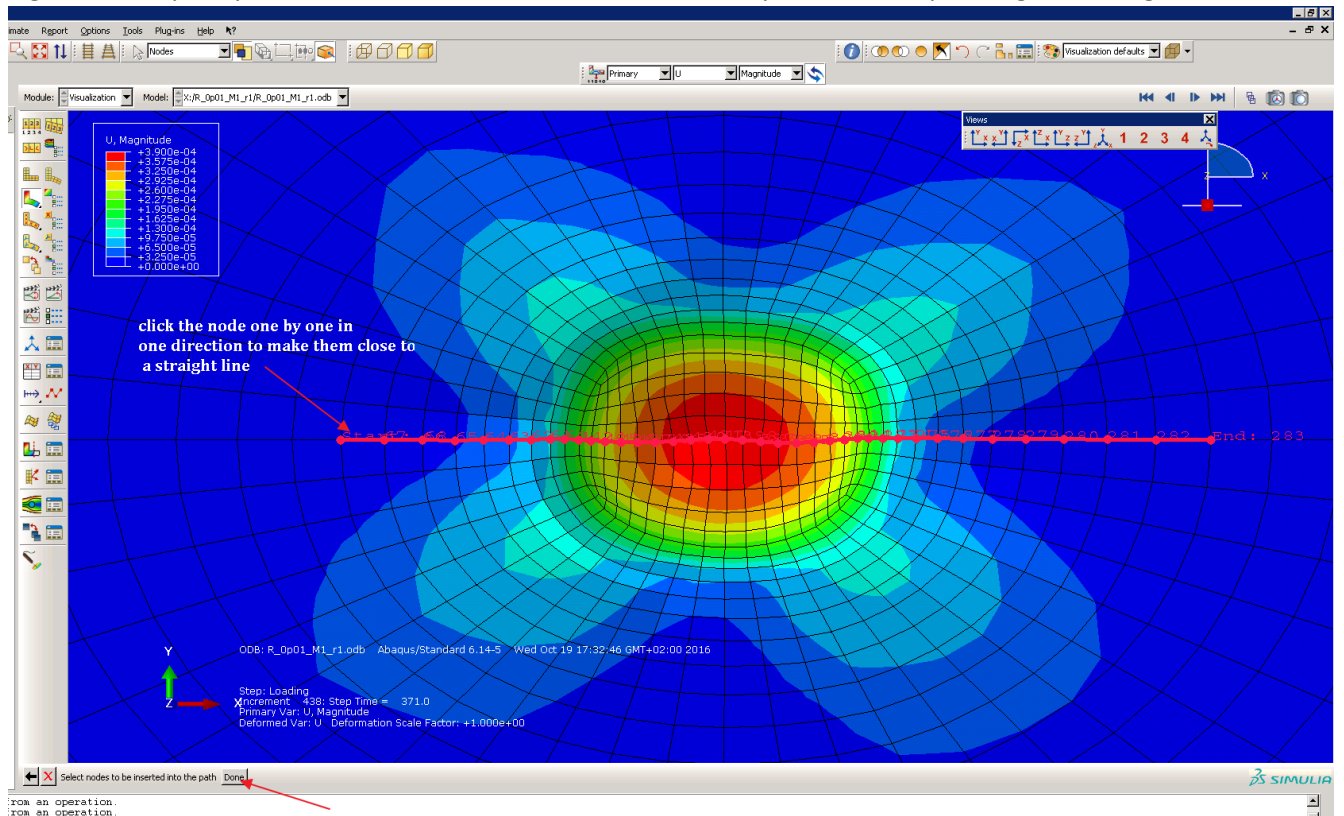 imate Report Options Tools Plug-ins Help
Nodes
Visualization defaults
Primary U Magnitude
Module: Visualization Model: X:/R_0p01_M1_r1/R_0p01_M1_r1.odb
Views
1 2 3 4
U, Magnitude
+3.900e-04
+3.575e-04
+3.250e-04
+2.925e-04
+2.600e-04
+2.275e-04
+1.950e-04
+1.625e-04
+1.300e-04
+9.750e-05
+6.500e-05
+3.250e-05
+0.000e+00
Z X
click the node one by one in
one direction to make them close to
a straight line
279 280 281 282 End: 283
Y
Z X
ODB: R_0p01_M1_r1.odb Abaqus/Standard 6.14-5 Wed Oct 19 17:32:46 GMT+02:00 2016
Step: Loading
Increment 438: Step Time = 371.0
Primary Var: U, Magnitude
Deformed Var: U Deformation Scale Factor: +1.000e+00
Select nodes to be inserted into the path Done
SIMULIA
from an operation.
from an operation.